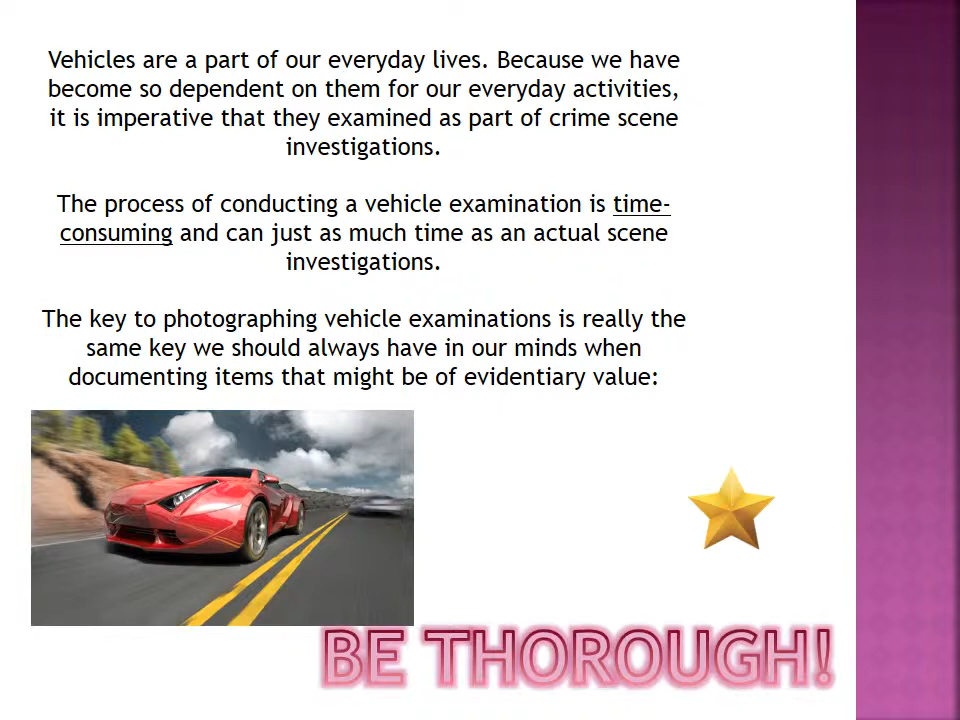 Vehicles are a part of our everyday lives. Because we have
become so dependent on them for our everyday activities,
it is imperative that they examined as part of crime scene
investigations.
The process of conducting a vehicle examination is time-
consuming and can just as much time as an actual scene
investigations.
The key to photographing vehicle examinations is really the
same key we should always have in our minds when
documenting items that might be of evidentiary value:
BE THOROUGH!